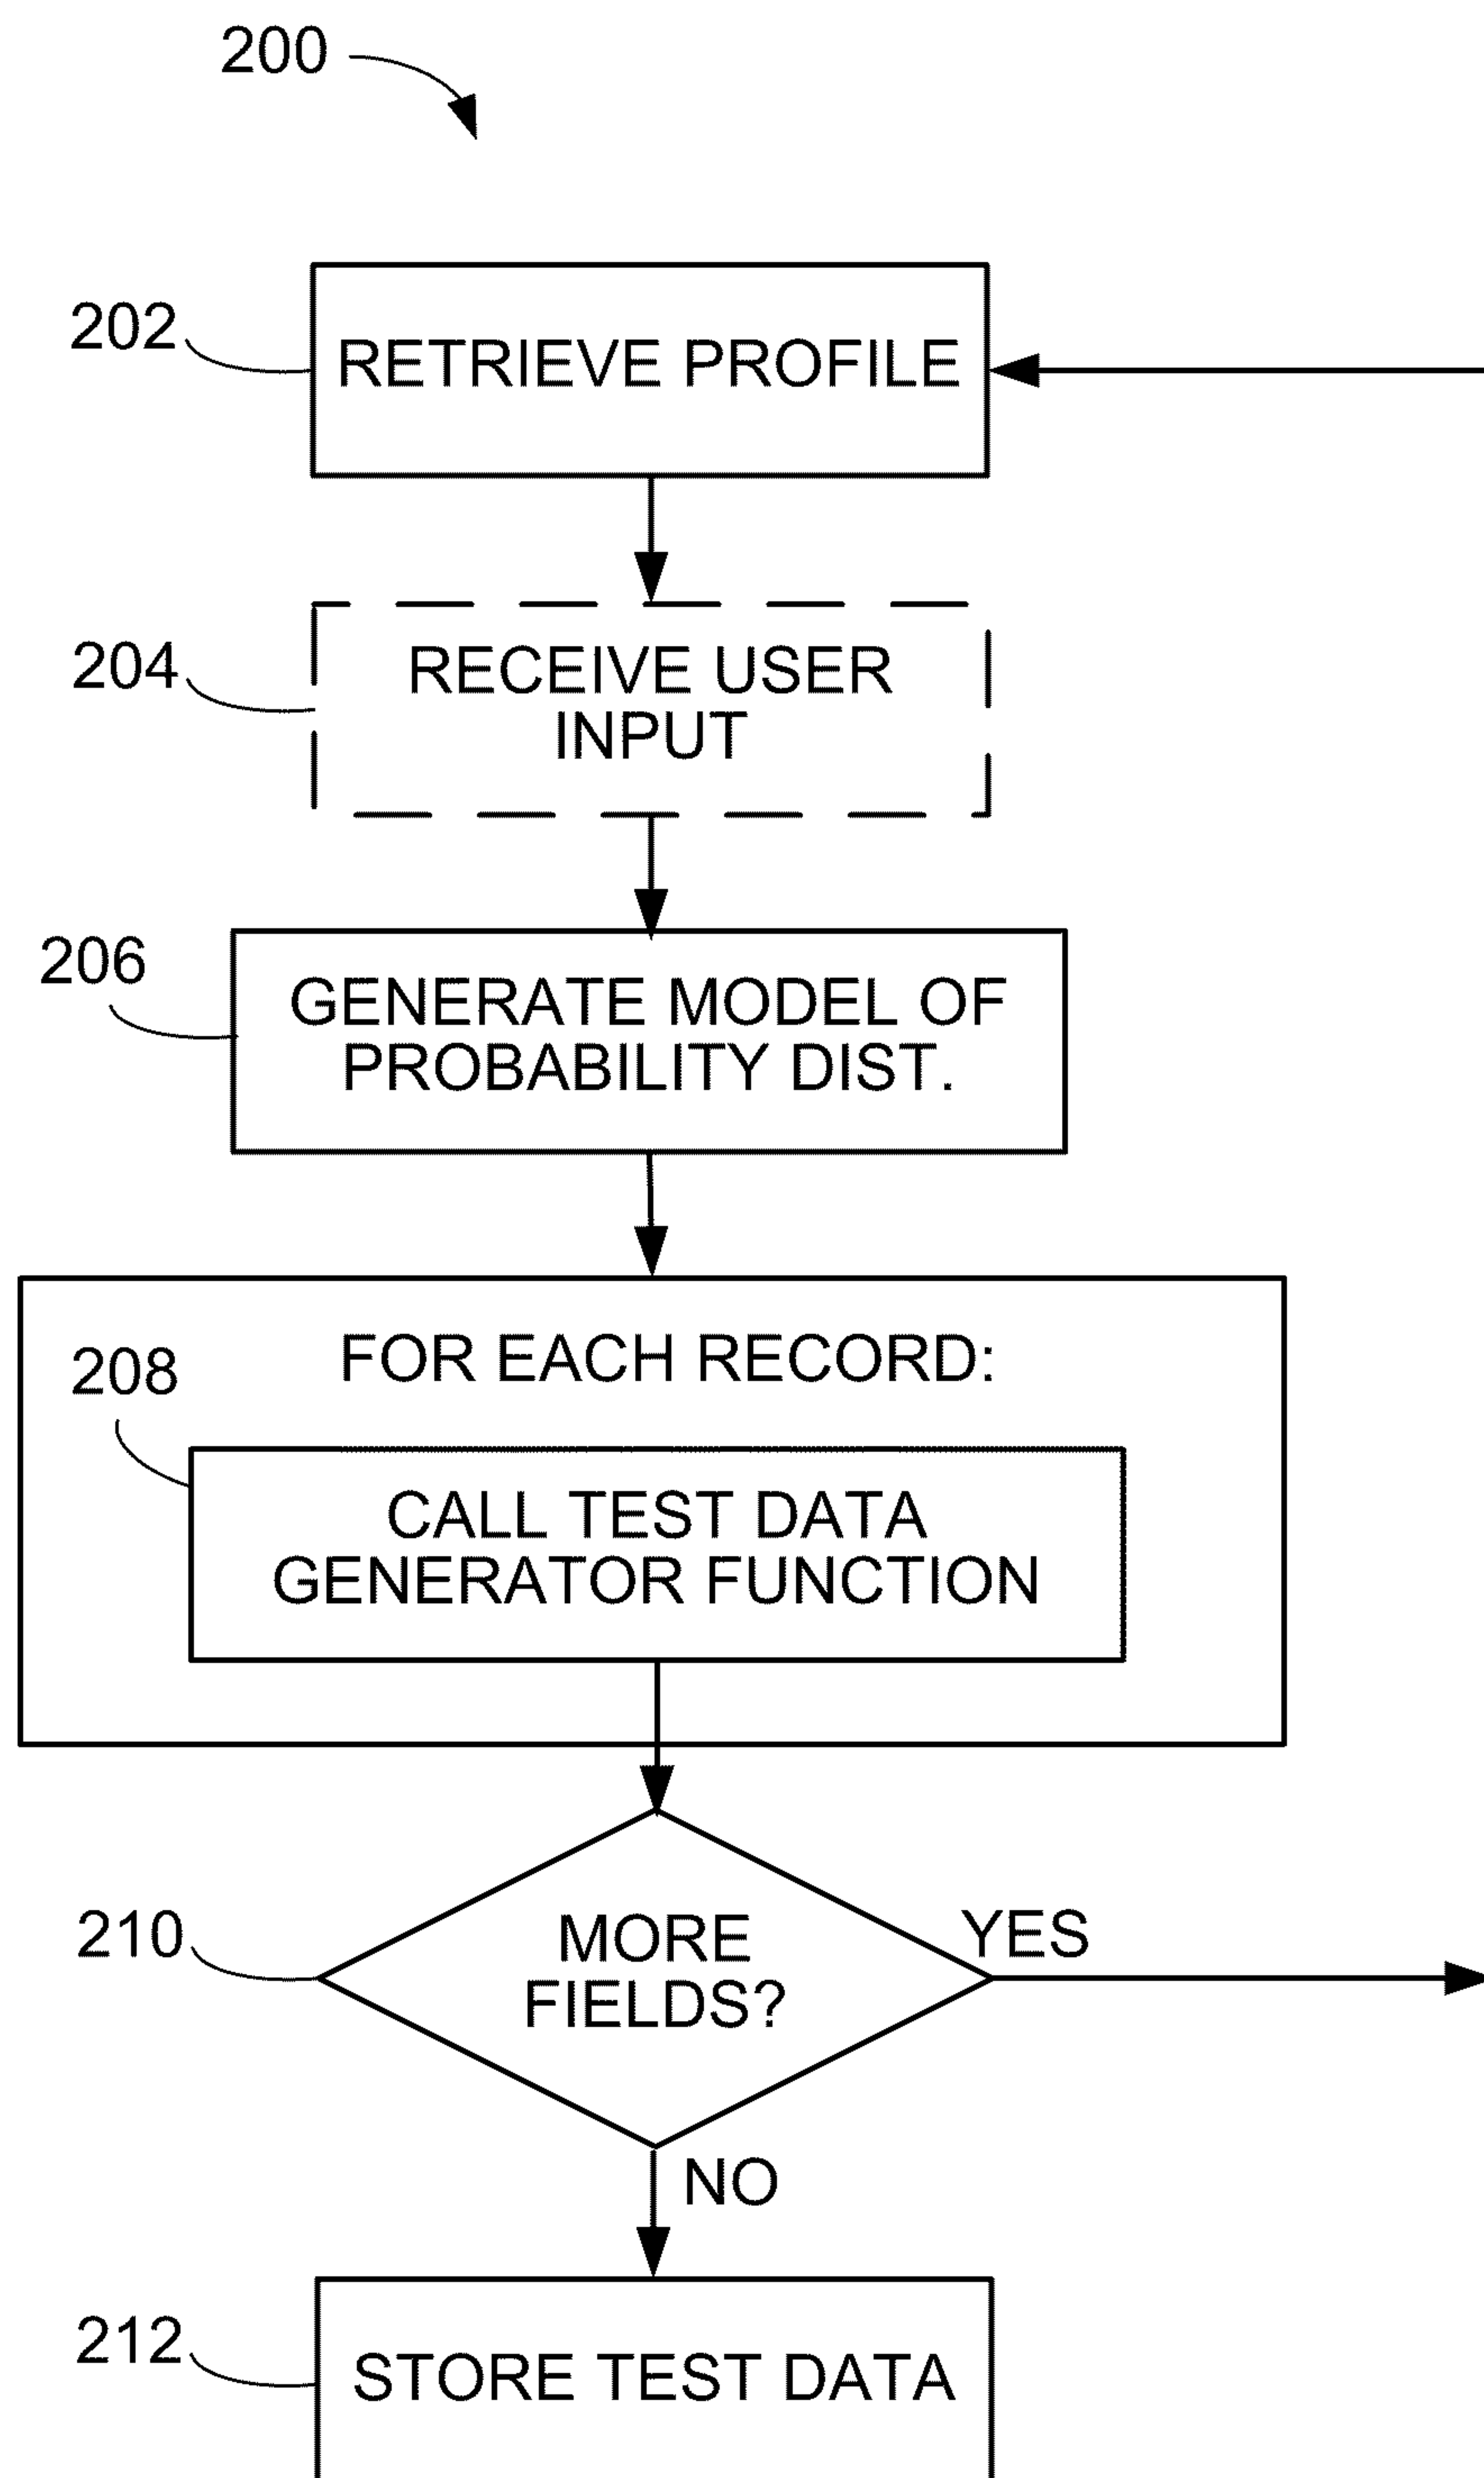 200
202
RETRIEVE PROFILE
204
RECEIVE USER
INPUT
206
GENERATE MODEL OF
PROBABILITY DIST.
FOR EACH RECORD:
208
CALL TEST DATA
GENERATOR FUNCTION
210
MORE
FIELDS?
YES
NO
212
STORE TEST DATA